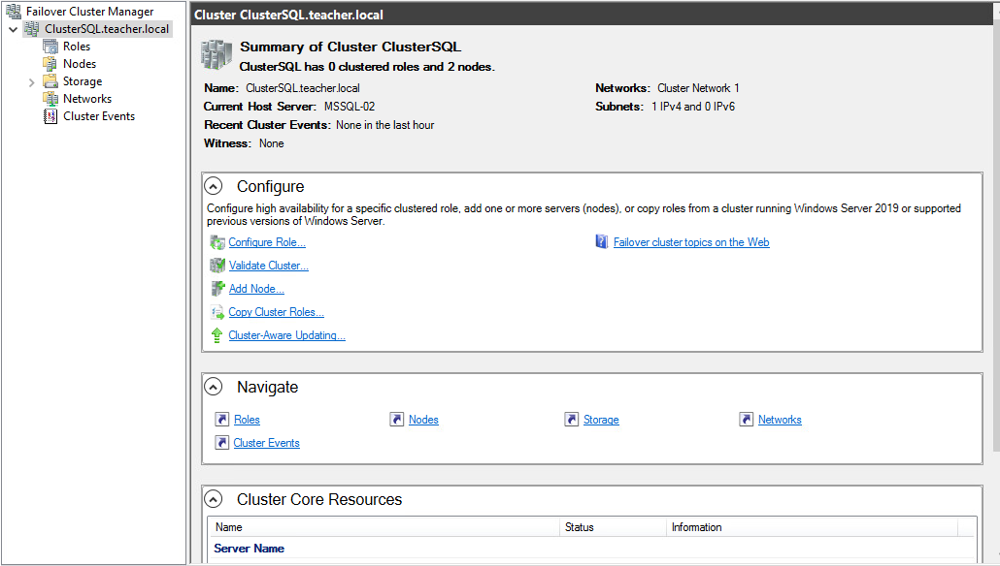 Failover Cluster Manager
ClusterSQL.teacher.local
Roles
Nodes
Storage
Networks
Cluster Events
Cluster ClusterSQL.teacher.local
Summary of Cluster ClusterSQL
ClusterSQL has 0 clustered roles and 2 nodes.
Name: ClusterSQL.teacher.local
Networks: Cluster Network 1
Current Host Server: MSSQL-02
Subnets: 1 IPv4 and 0 IPv6
Recent Cluster Events: None in the last hour
Witness: None
Configure
Configure high availability for a specific clustered role, add one or more servers (nodes), or copy roles from a cluster running Windows Server 2019 or supported
previous versions of Windows Server.
Configure Role...
Failover cluster topics on the Web
Validate Cluster...
Add Node...
Copy Cluster Roles...
Cluster-Aware Updating...
Navigate
Roles
Nodes
Storage
Networks
Cluster Events
Cluster Core Resources
Name
Status
Information
Server Name